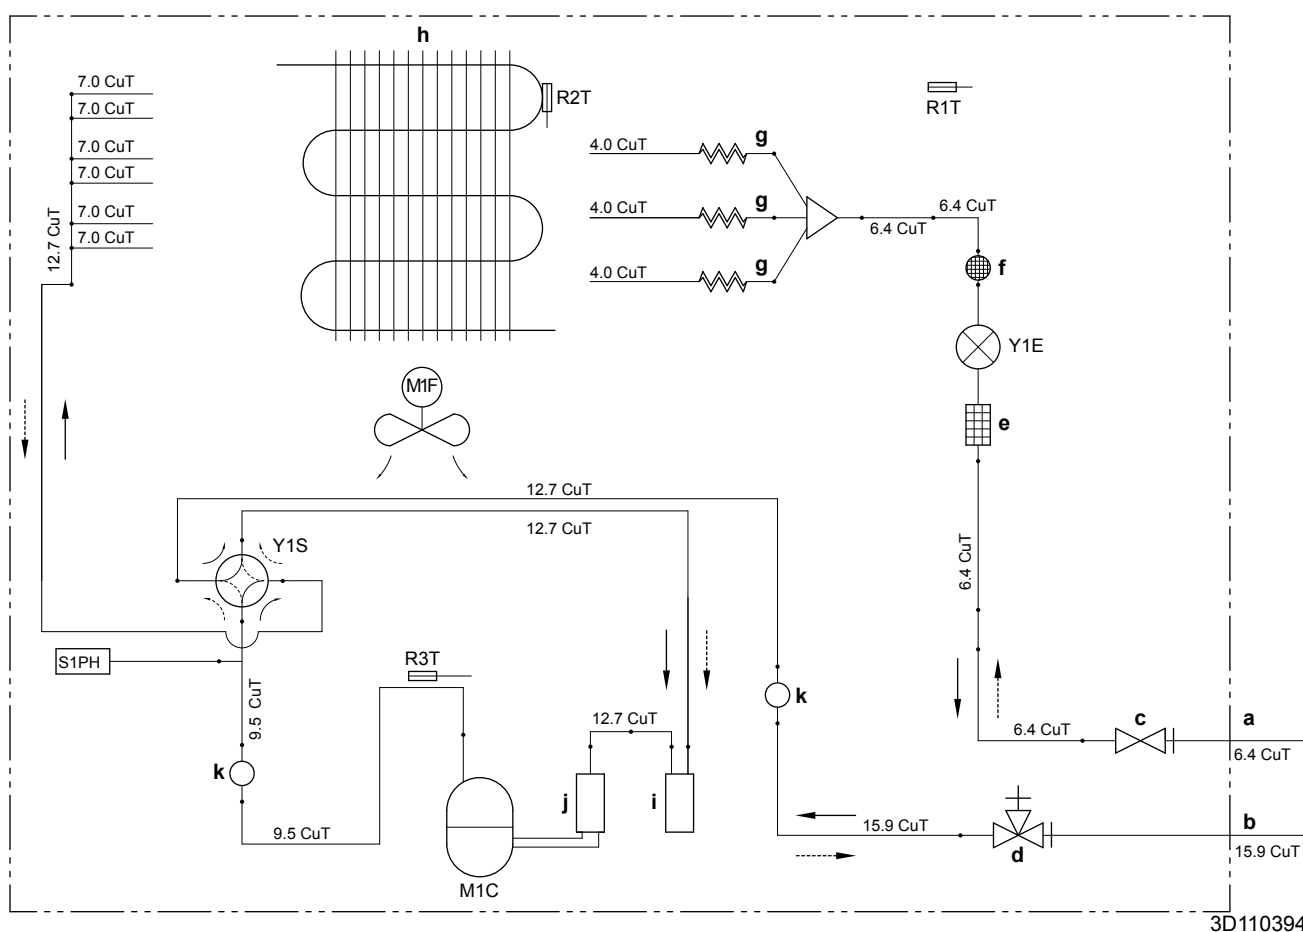 h
7.0 CuT
7.0 CuT
7.0 CuT
7.0 CuT
7.0 CuT
7.0 CuT
12.7 CuT
R2T
R1T
4.0 CuT
g
4.0 CuT
g
4.0 CuT
g
6.4 CuT
6.4 CuT
f
Y1E
e
M1F
12.7 CuT
12.7 CuT
Y1S
6.4 CuT
S1PH
R3T
9.5 CuT
k
k
12.7 CuT
6.4 CuT
c
a
6.4 CuT
j
i
9.5 CuT
M1C
15.9 CuT
d
b
15.9 CuT
3D110394